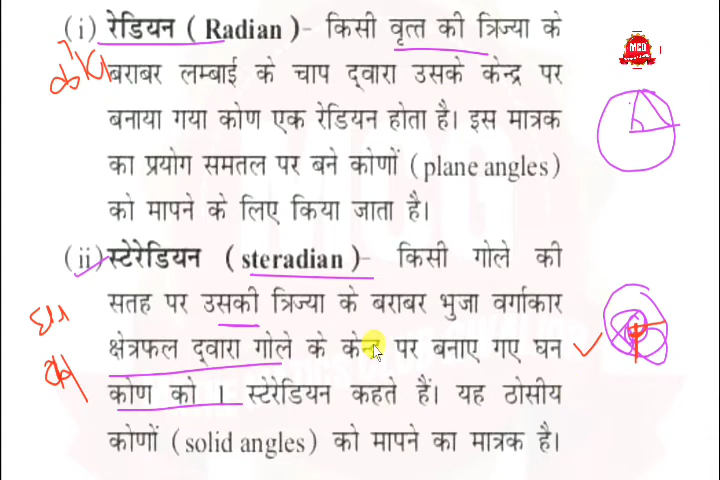 (i) रेडियन ( Radian) - किसी वृत्त की त्रिज्या के
बराबर लम्बाई के चाप द्वारा उसके केन्द्र पर
बनाया गया कोण एक रेडियन होता है। इस मात्रक
का प्रयोग समतल पर बने कोणों (plane angles)
को मापने के लिए किया जाता है।
(ii) स्टेरेडियन ( steradian) - किसी गोले की
सतह पर उसकी त्रिज्या के बराबर भुजा वर्गाकार
क्षेत्रफल द्वारा गोले के केन्द्र पर बनाए गए घन
कोण को 1 स्टेरेडियन कहते हैं। यह ठोसीय
कोणों (solid angles) को मापने का मात्रक है।
MCQ